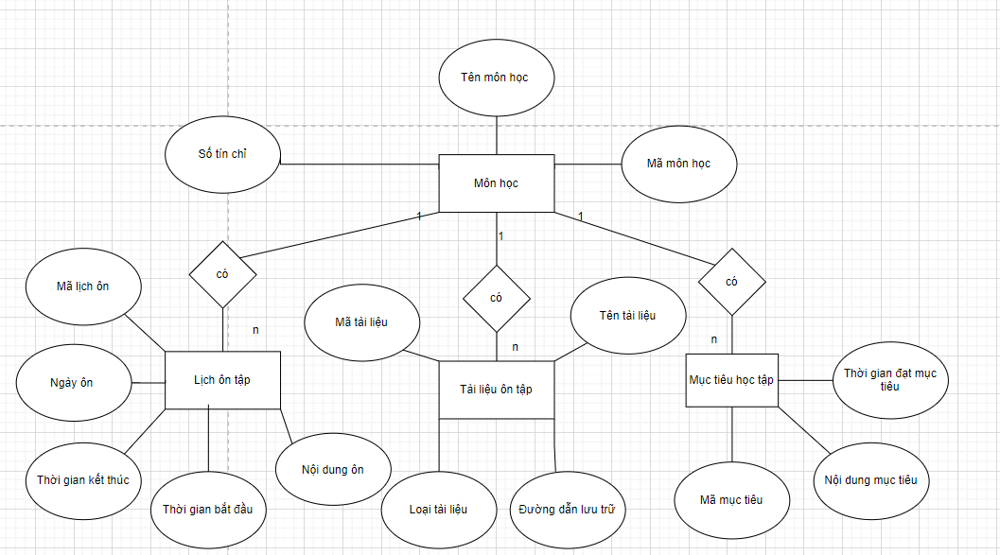 Tên môn học
Số tín chỉ
Mã môn học
Môn học
1
1
1
có
có
có
Mã lịch ôn
Mã tài liệu
Tên tài liệu
n
n
n
Ngày ôn
Lịch ôn tập
Tài liệu ôn tập
Mục tiêu học tập
Thời gian đạt mục
tiêu
Thời gian kết thúc
Nội dung ôn
Nội dung mục tiêu
Thời gian bắt đầu
Loại tài liệu
Đường dẫn lưu trữ
Mã mục tiêu